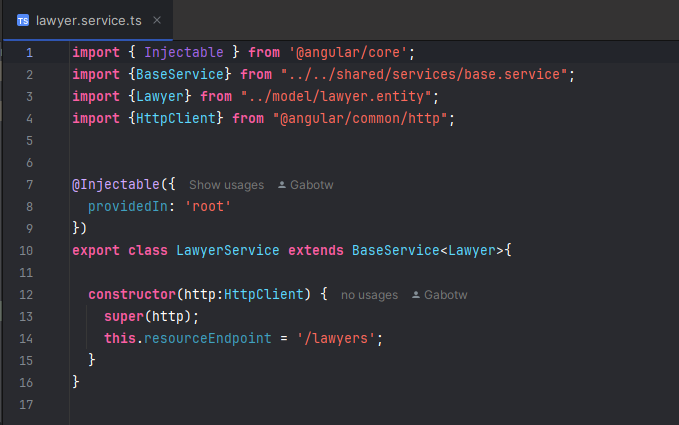 TS lawyer.service.ts ×
1 import { Injectable } from '@angular/core';
2 import {BaseService} from "../../shared/services/base.service";
3 import {Lawyer} from "../model/lawyer.entity";
4 import {HttpClient} from "@angular/common/http";
5
6
7 @Injectable({ Show usages Gabotw
8   providedIn: 'root'
9 })
10 export class LawyerService extends BaseService<Lawyer>{
11
12   constructor(http:HttpClient) { no usages Gabotw
13     super(http);
14     this.resourceEndpoint = '/lawyers';
15   }
16 }
17